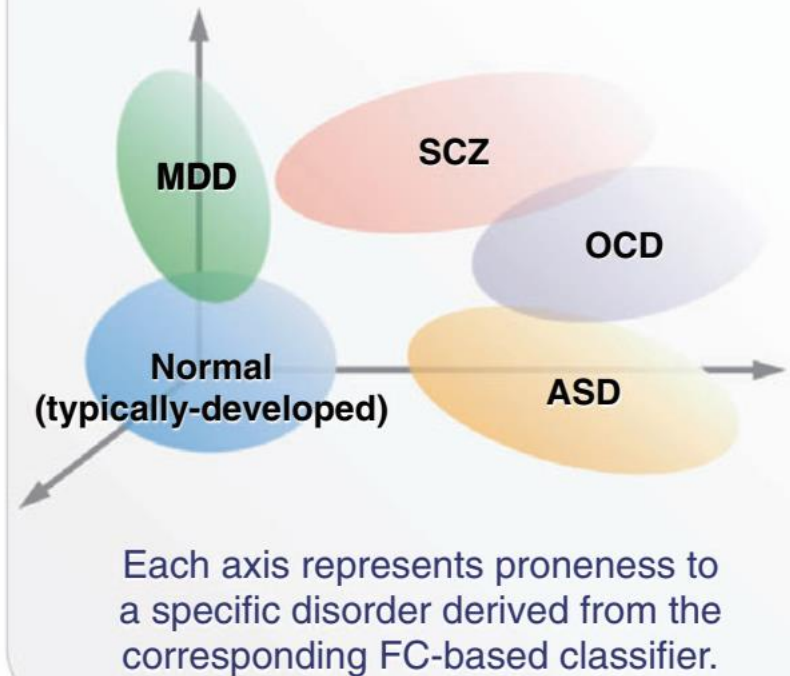 MDD
SCZ
OCD
Normal
(typically-developed)
ASD
Each axis represents proneness to
a specific disorder derived from the
corresponding FC-based classifier.